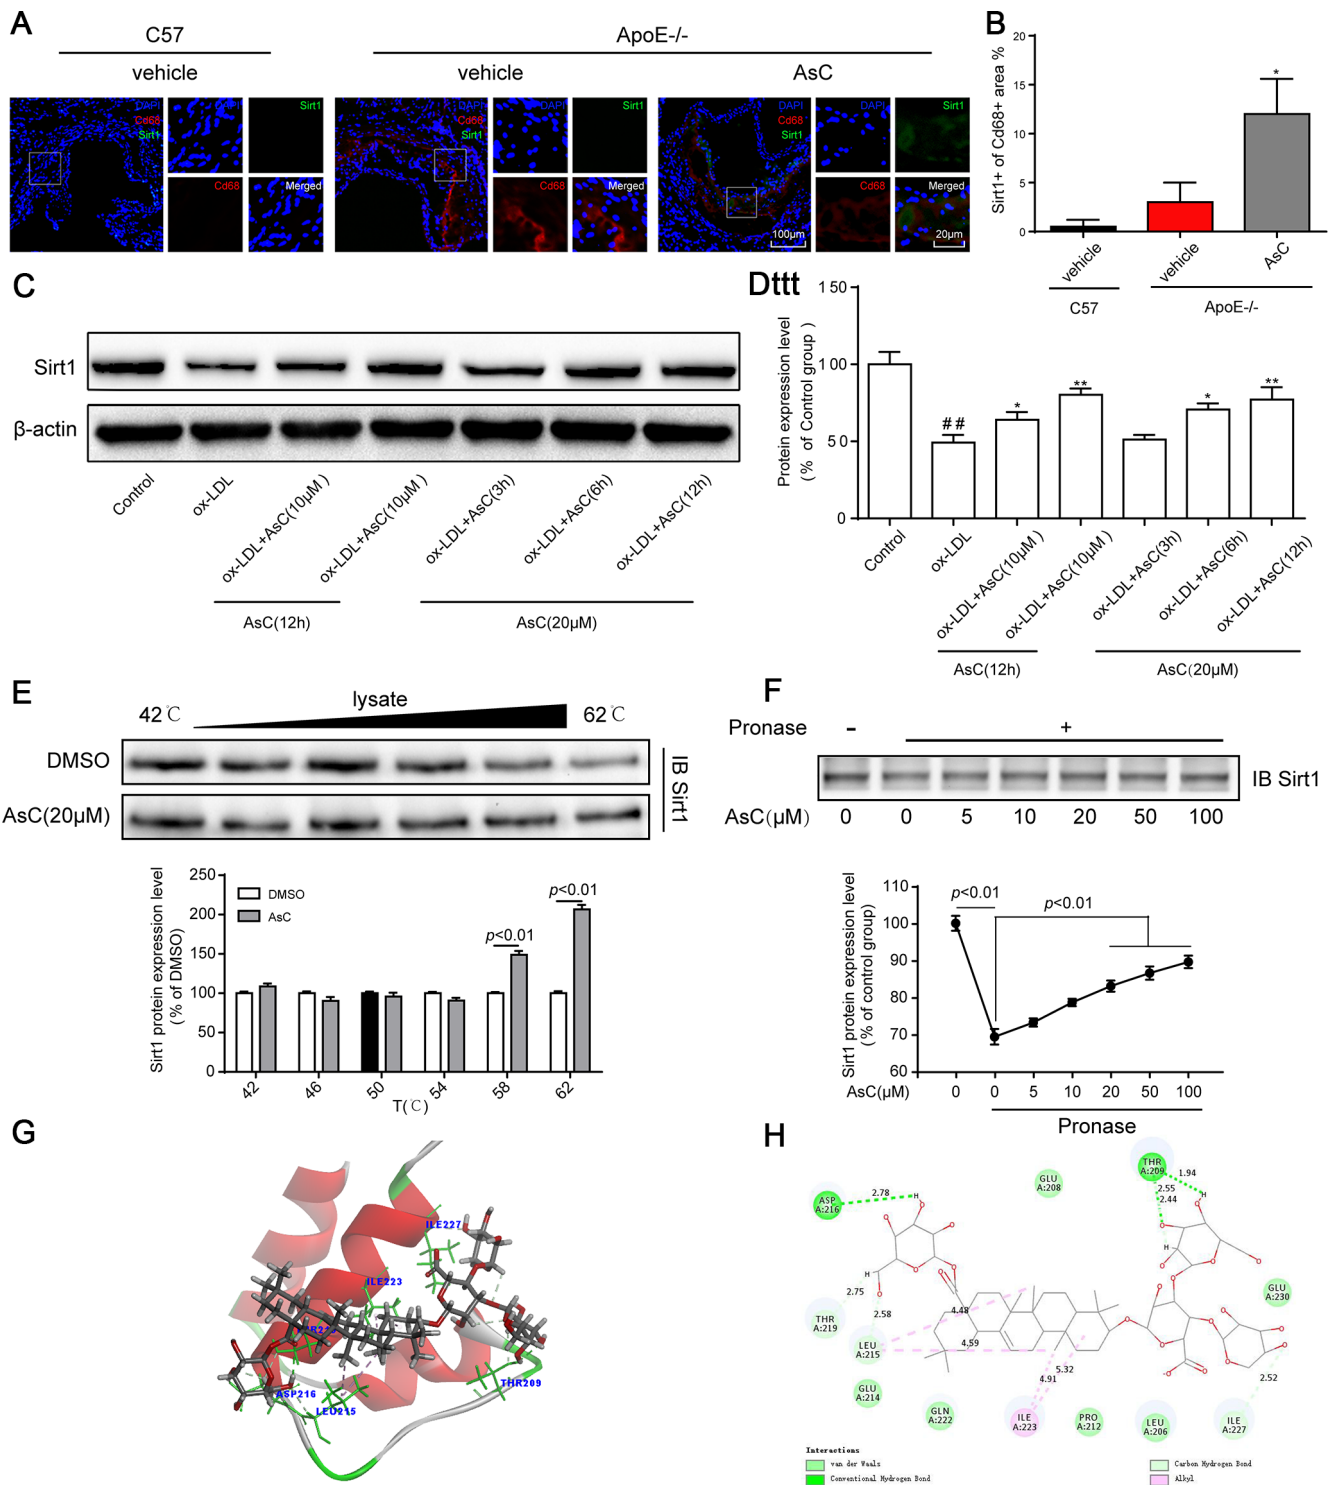 A
C57
ApoE-/-
vehicle
vehicle
AsC
DAPI
Cd68
Sirt1
Sirt1
Cd68
Merged
DAPI
Cd68
Sirt1
Sirt1
Cd68
Merged
DAPI
Cd68
Sirt1
100μm
Sirt1
Cd68
Merged
20μm
B
Sirt1+ of Cd68+ area %
20
15
10
5
0
*
vehicle
vehicle
AsC
C57
ApoE-/-
C
Sirt1
β-actin
Control
ox-LDL
ox-LDL+AsC(10μM)
ox-LDL+AsC(10μM)
ox-LDL+AsC(3h)
ox-LDL+AsC(6h)
ox-LDL+AsC(12h)
AsC(12h)
AsC(20μM)
Dttt
Protein expression level
(% of Control group)
150
100
50
0
##
*
**
*
**
Control
ox-LDL
ox-LDL+AsC(10μM)
ox-LDL+AsC(10μM)
ox-LDL+AsC(3h)
ox-LDL+AsC(6h)
ox-LDL+AsC(12h)
AsC(12h)
AsC(20μM)
E
42℃
lysate
62℃
DMSO
AsC(20μM)
IB Sirt1
Sirt1 protein expression level
(% of DMSO)
250
200
150
100
50
0
DMSO
AsC
p<0.01
p<0.01
42
46
50
54
58
62
T(℃)
F
Pronase
-
+
IB Sirt1
AsC(μM)
0
0
5
10
20
50
100
Sirt1 protein expression level
(% of control group)
110
100
90
80
70
60
p<0.01
p<0.01
AsC(μM)
0
0
5
10
20
50
100
Pronase
G
ILE227
ILE223
ASP216
LEU215
THR209
H
THR
A:209
1.94
2.55
2.44
GLU
A:208
ASP
A:216
2.78
H
H
H
H
GLU
A:230
2.75
2.58
THR
A:219
LEU
A:215
4.48
4.59
5.32
4.91
2.52
GLU
A:214
GLN
A:222
ILE
A:223
PRO
A:212
LEU
A:206
ILE
A:227
Interactions
van der Waals
Conventional Hydrogen Bond
Carbon Hydrogen Bond
Alkyl